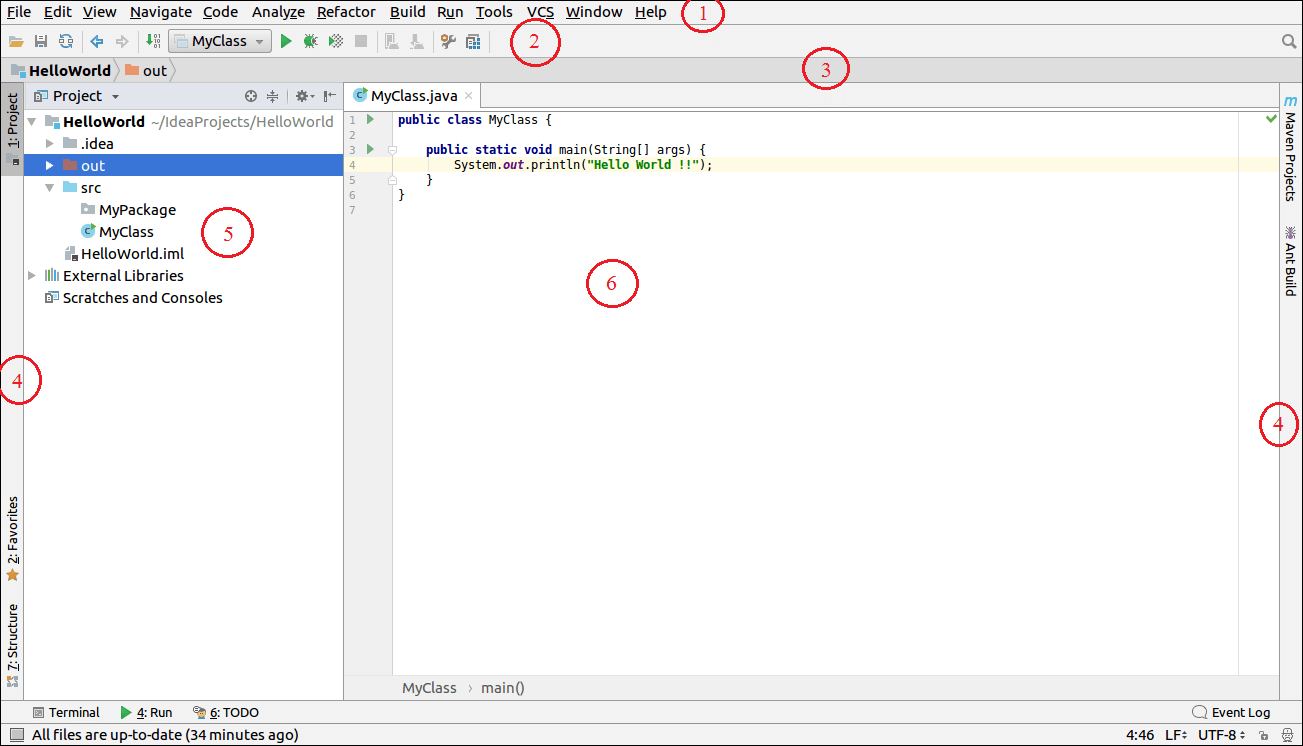 File Edit View Navigate Code Analyze Refactor Build Run Tools VCS Window Help 1
MyClass 2
HelloWorld out 3
1: Project
Project
MyClass.java
HelloWorld ~/IdeaProjects/HelloWorld
.idea
out
src
MyPackage
MyClass
5
HelloWorld.iml
External Libraries
Scratches and Consoles
4
2: Favorites
7: Structure
1 public class MyClass {
2
3 public static void main(String[] args) {
4 System.out.println("Hello World !!");
5 }
6 }
7
6
MyClass › main()
m
Maven Projects
Ant Build
4
Terminal 4: Run 6: TODO Event Log
All files are up-to-date (34 minutes ago) 4:46 LF UTF-8